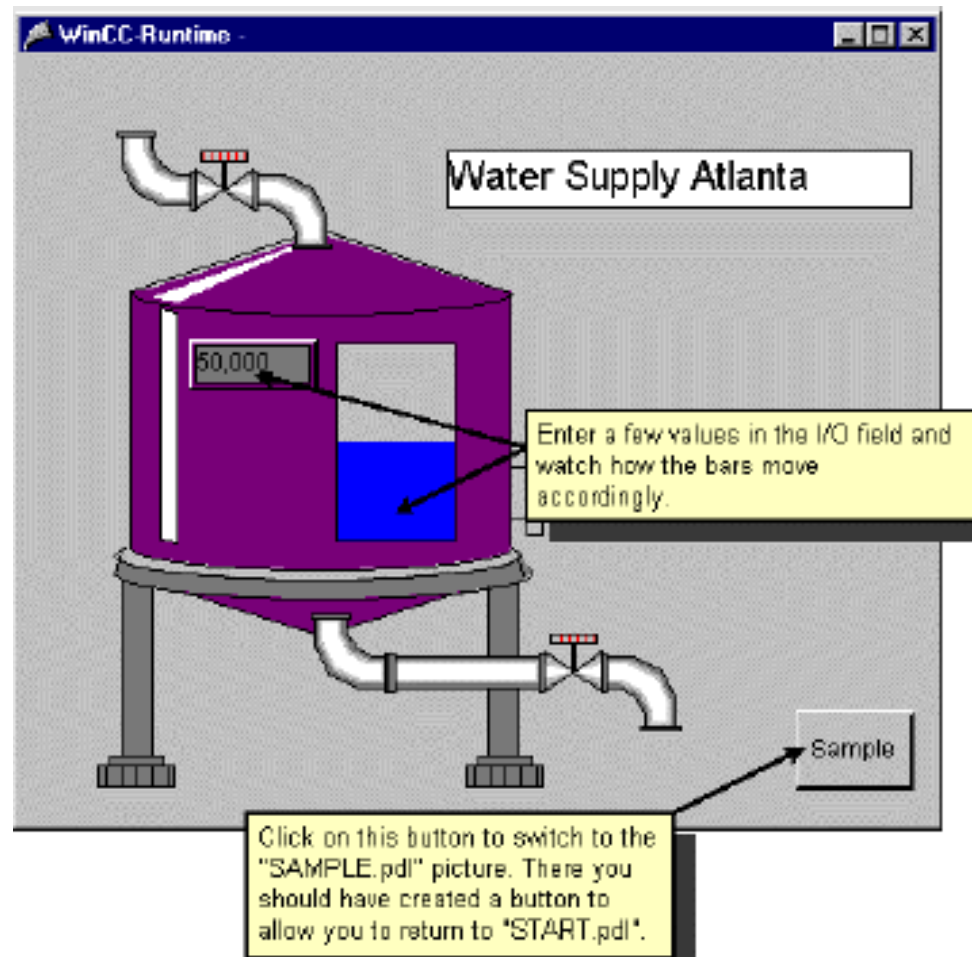 WinCC-Runtime -
Water Supply Atlanta
50,000
Enter a few values in the I/O field and
watch how the bars move
accordingly.
Sample
Click on this button to switch to the
"SAMPLE.pdl" picture. There you
should have created a button to
allow you to return to "START.pdl".